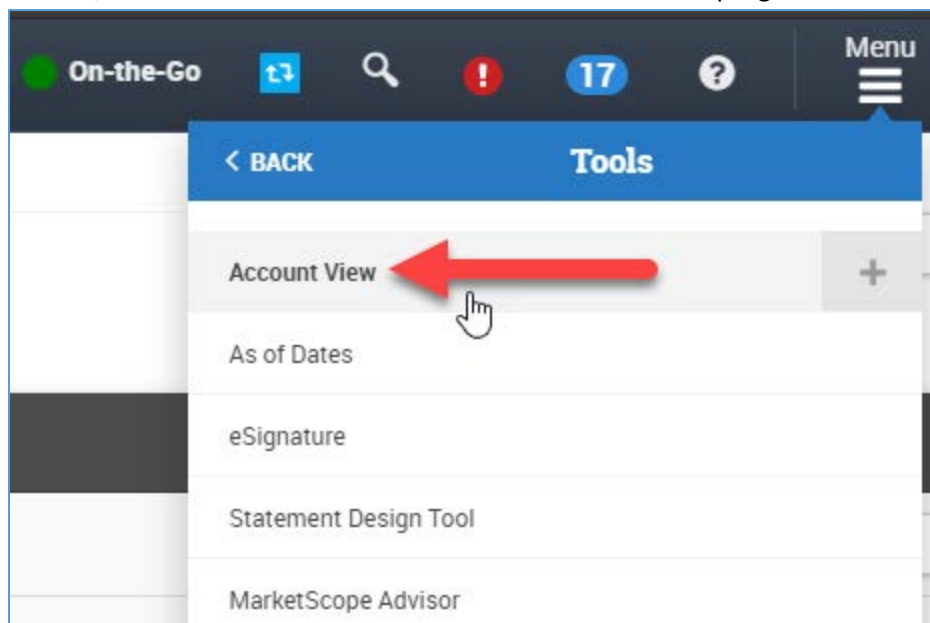 Menu
On-the-Go
!
17
?
< BACK
Tools
Account View
+
As of Dates
eSignature
Statement Design Tool
MarketScope Advisor